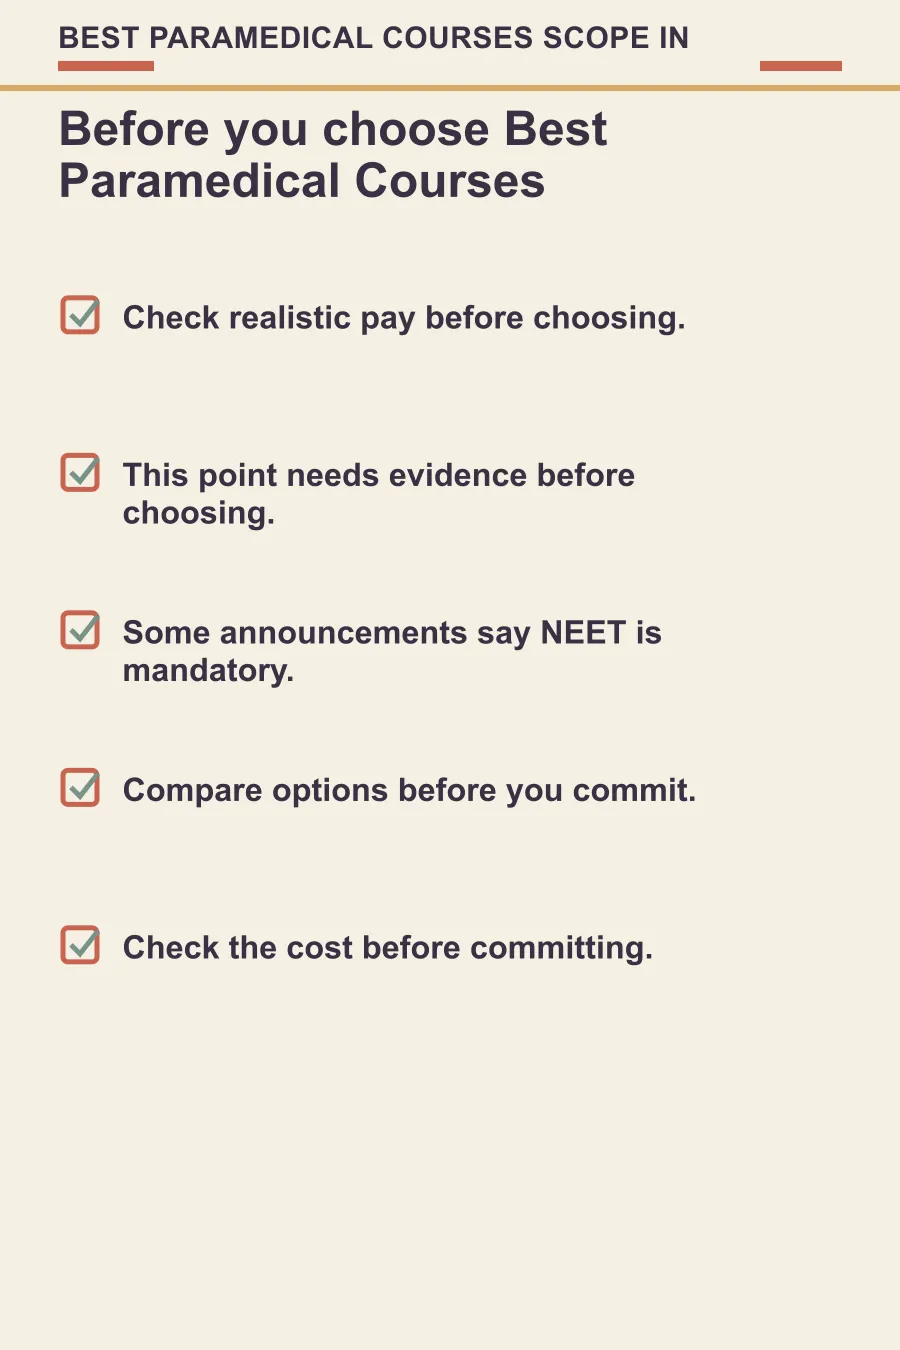 BEST PARAMEDICAL COURSES SCOPE IN
Before you choose Best
Paramedical Courses
Check realistic pay before choosing.
This point needs evidence before
choosing.
Some announcements say NEET is
mandatory.
Compare options before you commit.
Check the cost before committing.